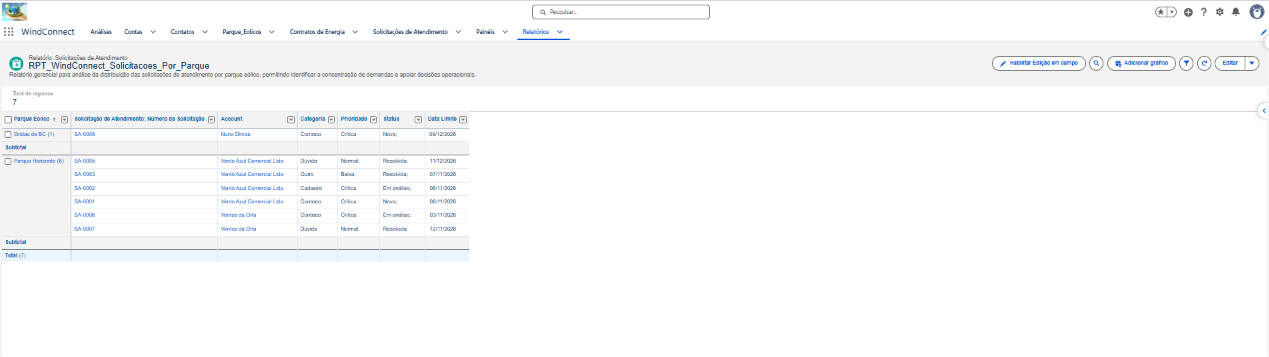 Pesquisar...
WindConnect Análises Contas Contatos Parque_Eolicos Contratos de Energia Solicitações de Atendimento Painéis Relatórios
Relatório: Solicitações de Atendimento
RPT_WindConnect_Solicitacoes_Por_Parque
Relatório gerencial para análise da distribuição das solicitações de atendimento por parque eólico, permitindo identificar a concentração de demandas e apoiar decisões operacionais.
Habilitar Edição em campo Adicionar gráfico Editar
Total de registros
7
Parque Eolico ↑ Solicitação de Atendimento: Número da Solicitação Account Categoria Prioridade Status Data Limite
Ondas de BC (1) SA-0008 Nuno Dimas Contrato Crítica Novo; 09/12/2026
Subtotal
Parque Horizonte (6) SA-0005 Vento Azul Comercial Ltda Dúvida Normal; Resolvida; 11/12/2026
SA-0003 Vento Azul Comercial Ltda Outro Baixa; Resolvida; 07/11/2026
SA-0002 Vento Azul Comercial Ltda Cadastro Crítica Em análise; 06/11/2026
SA-0001 Vento Azul Comercial Ltda Contrato Crítica Novo; 05/11/2026
SA-0006 Ventos da Orla Contrato Crítica Em análise; 03/11/2026
SA-0007 Ventos da Orla Dúvida Normal; Resolvida; 12/11/2026
Subtotal
Total (7)